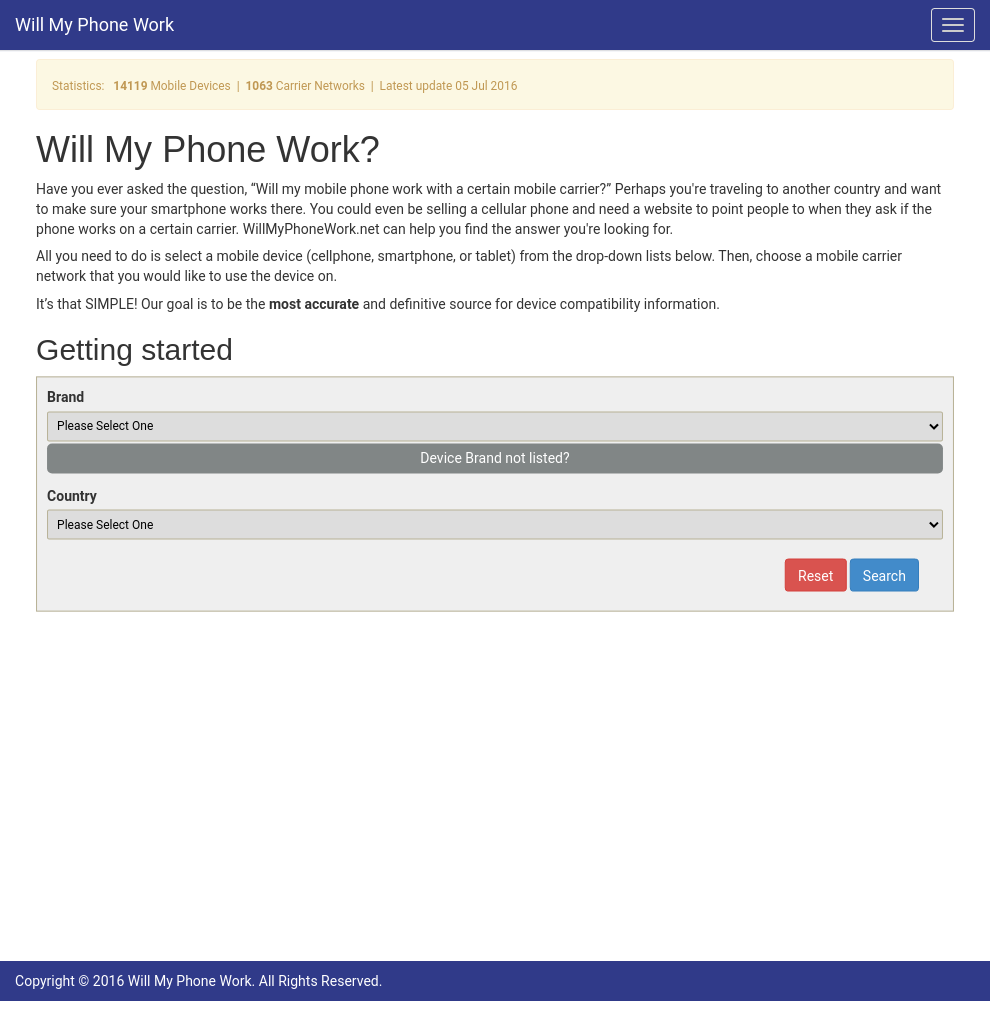 Will My Phone Work
Statistics: 14119 Mobile Devices | 1063 Carrier Networks | Latest update 05 Jul 2016
Will My Phone Work?
Have you ever asked the question, “Will my mobile phone work with a certain mobile carrier?” Perhaps you're traveling to another country and want
to make sure your smartphone works there. You could even be selling a cellular phone and need a website to point people to when they ask if the
phone works on a certain carrier. WillMyPhoneWork.net can help you find the answer you're looking for.
All you need to do is select a mobile device (cellphone, smartphone, or tablet) from the drop-down lists below. Then, choose a mobile carrier
network that you would like to use the device on.
It’s that SIMPLE! Our goal is to be the most accurate and definitive source for device compatibility information.
Getting started
Brand
Please Select One
Device Brand not listed?
Country
Please Select One
Reset Search
Copyright © 2016 Will My Phone Work. All Rights Reserved.